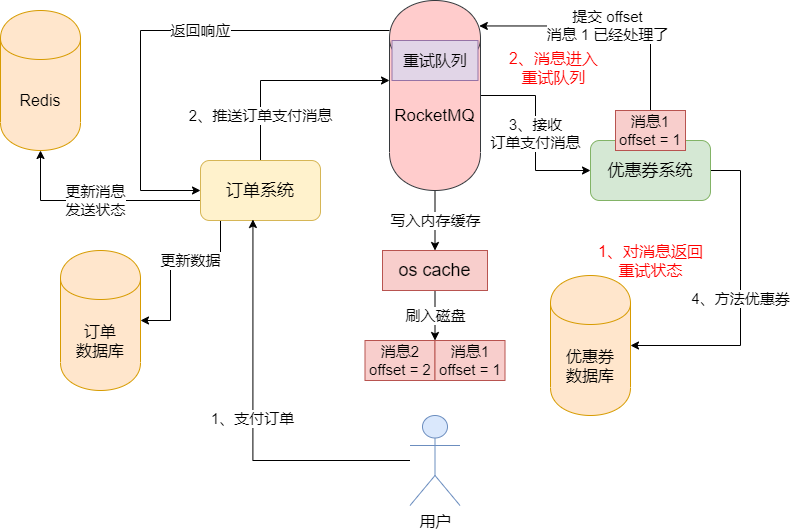 提交 offset
消息 1 已经处理了
返回响应
重试队列
2、消息进入
重试队列
Redis
2、推送订单支付消息
RocketMQ
消息1
offset = 1
3、接收
订单支付消息
优惠券系统
订单系统
更新消息
发送状态
写入内存缓存
更新数据
os cache
1、对消息返回
重试状态
4、方法优惠券
刷入磁盘
订单
数据库
消息2
offset = 2
消息1
offset = 1
优惠券
数据库
1、支付订单
用户